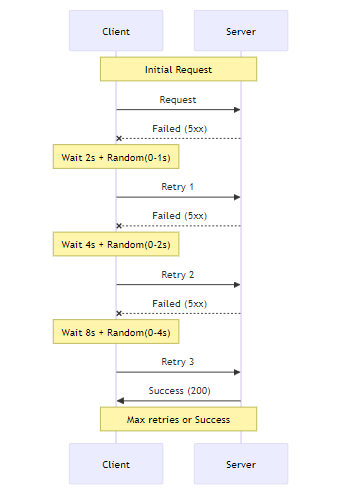 Client Server
Initial Request
Request
Failed (5xx)
Wait 2s + Random(0-1s)
Retry 1
Failed (5xx)
Wait 4s + Random(0-2s)
Retry 2
Failed (5xx)
Wait 8s + Random(0-4s)
Retry 3
Success (200)
Max retries or Success
Client Server